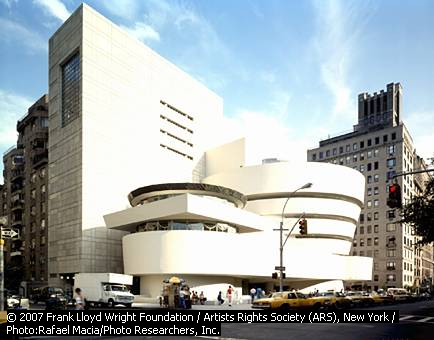 © 2007 Frank Lloyd Wright Foundation / Artists Rights Society (ARS), New York /
Photo:Rafael Macia/Photo Researchers, Inc.